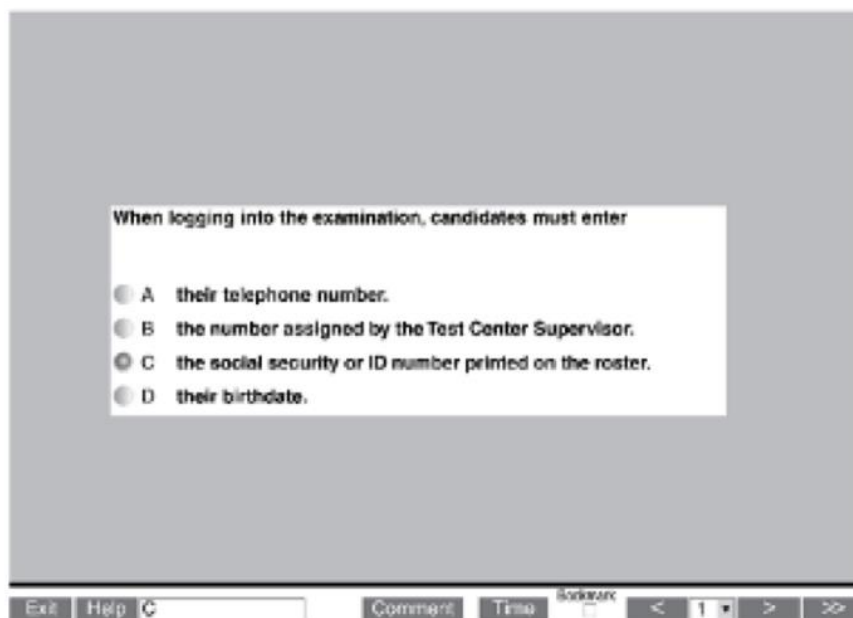 When logging into the examination, candidates must enter
A their telephone number.
B the number assigned by the Test Center Supervisor.
C the social security or ID number printed on the roster.
D their birthdate.
Bookmark
Exit Help C Comment Time < 1 > >>